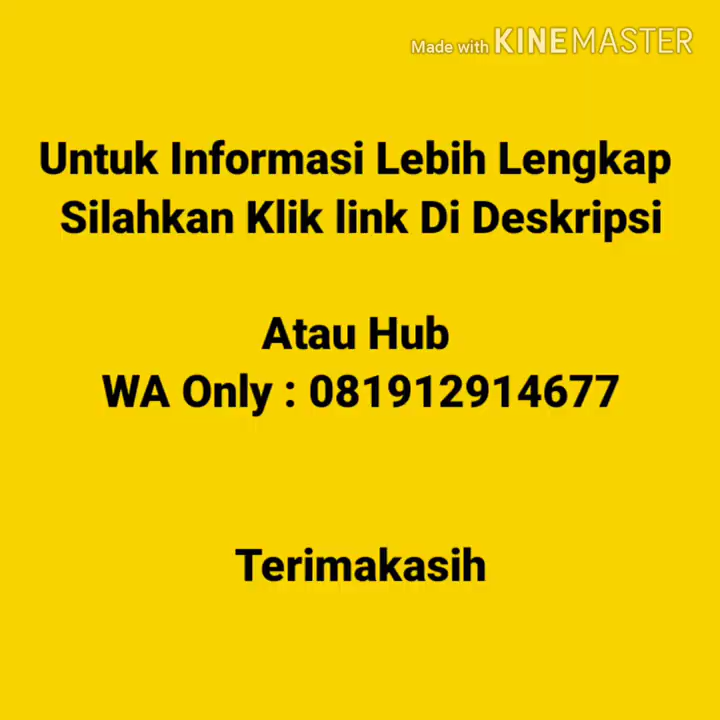 Made with KINEMASTER
Untuk Informasi Lebih Lengkap
Silahkan Klik link Di Deskripsi
Atau Hub
WA Only : 081912914677
Terimakasih